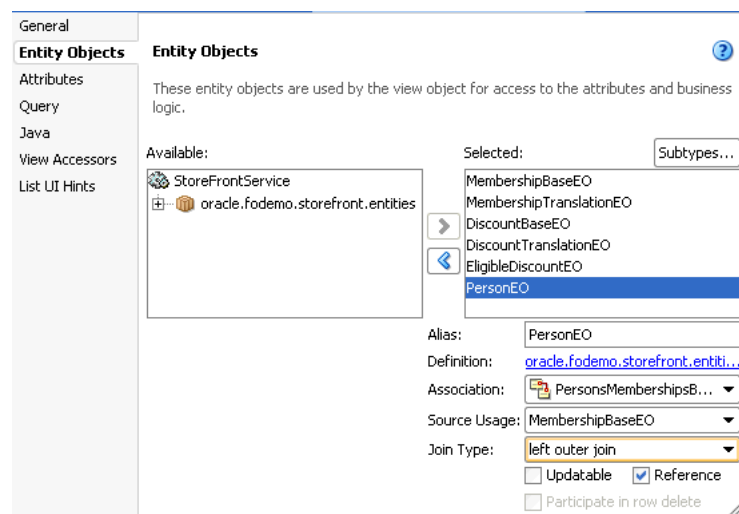 General
Entity Objects
Attributes
Query
Java
View Accessors
List UI Hints
Entity Objects
These entity objects are used by the view object for access to the attributes and business
logic.
Available:
StoreFrontService
oracle.fodemo.storefront.entities
Selected:
Subtypes...
MembershipBaseEO
MembershipTranslationEO
DiscountBaseEO
DiscountTranslationEO
EligibleDiscountEO
PersonEO
Alias: PersonEO
Definition: oracle.fodemo.storefront.entiti...
Association: PersonsMembershipsB...
Source Usage: MembershipBaseEO
Join Type: left outer join
Updatable Reference
Participate in row delete